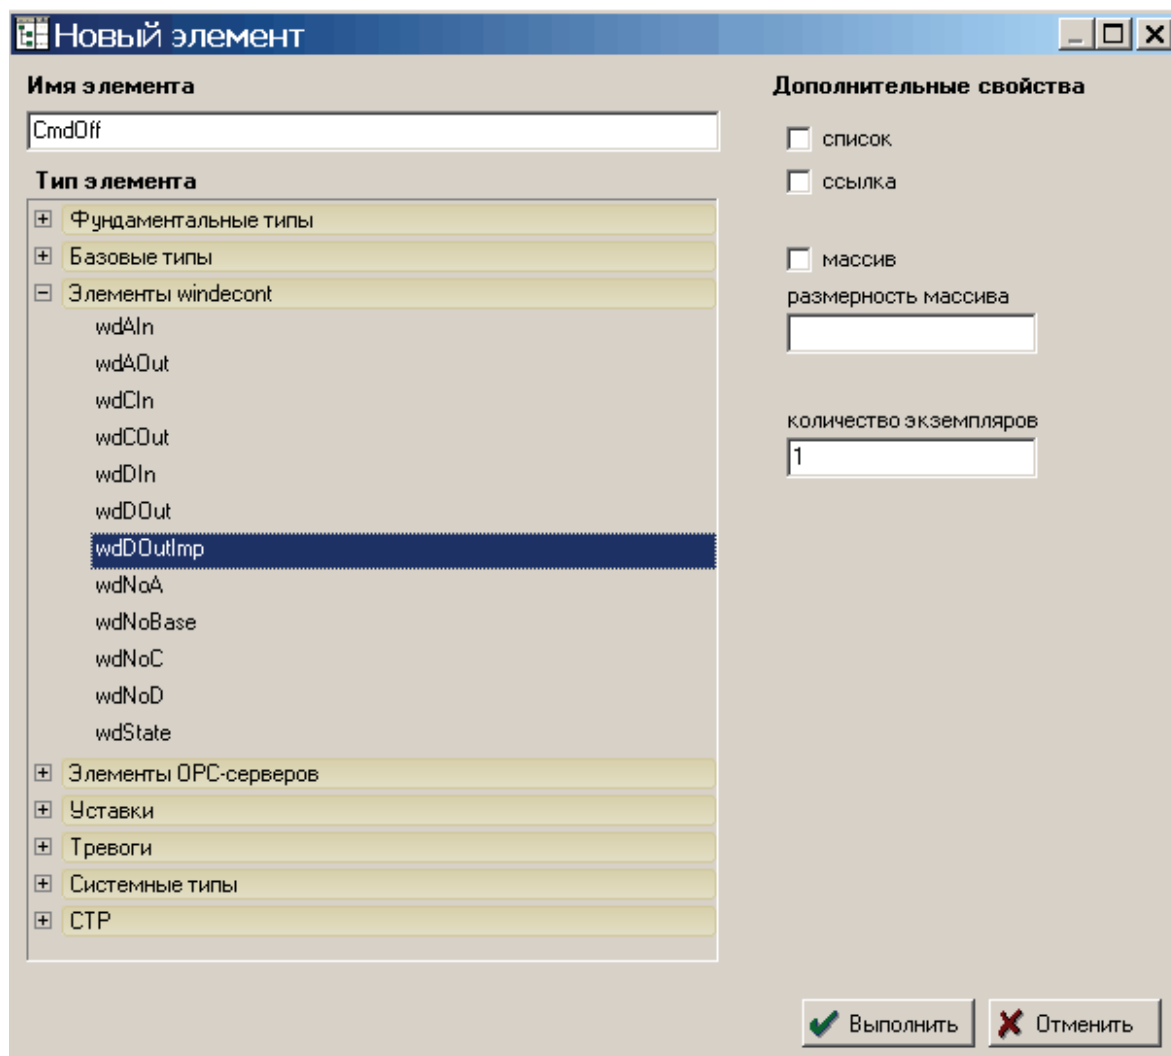 Новый элемент
Имя элемента
CmdOff
Тип элемента
Фундаментальные типы
Базовые типы
Элементы windecont
wdAIn
wdAOut
wdCIn
wdCOut
wdDIn
wdDOut
wdDOutImp
wdNoA
wdNoBase
wdNoC
wdNoD
wdState
Элементы OPC-серверов
Уставки
Тревоги
Системные типы
СТР
Дополнительные свойства
список
ссылка
массив
размерность массива
количество экземпляров
1
Выполнить
Отменить